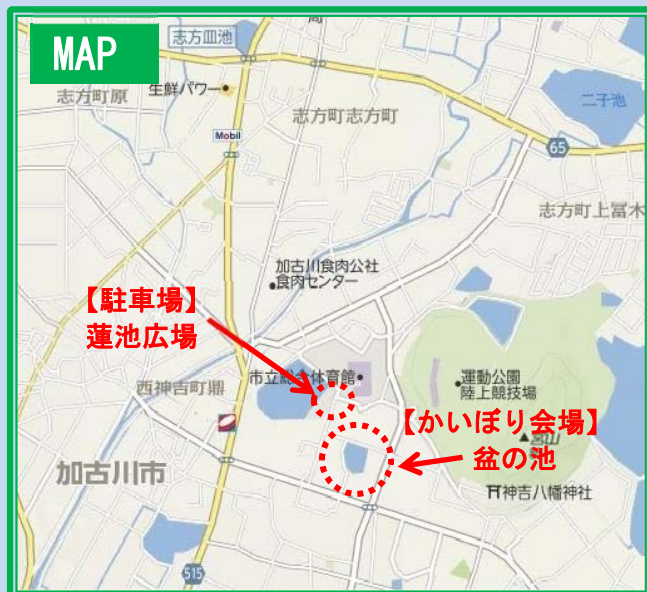 MAP
志方皿池
周
志方町原
生鮮パワー
志方町志方町
二子池
Mobil
65
志方町上冨木
加古川食肉公社
食肉センター
【駐車場】
蓮池広場
市立総合体育館
運動公園
陸上競技場
西神吉町鼎
【かいぼり会場】
盆の池
宮山
加古川市
神吉八幡神社
515